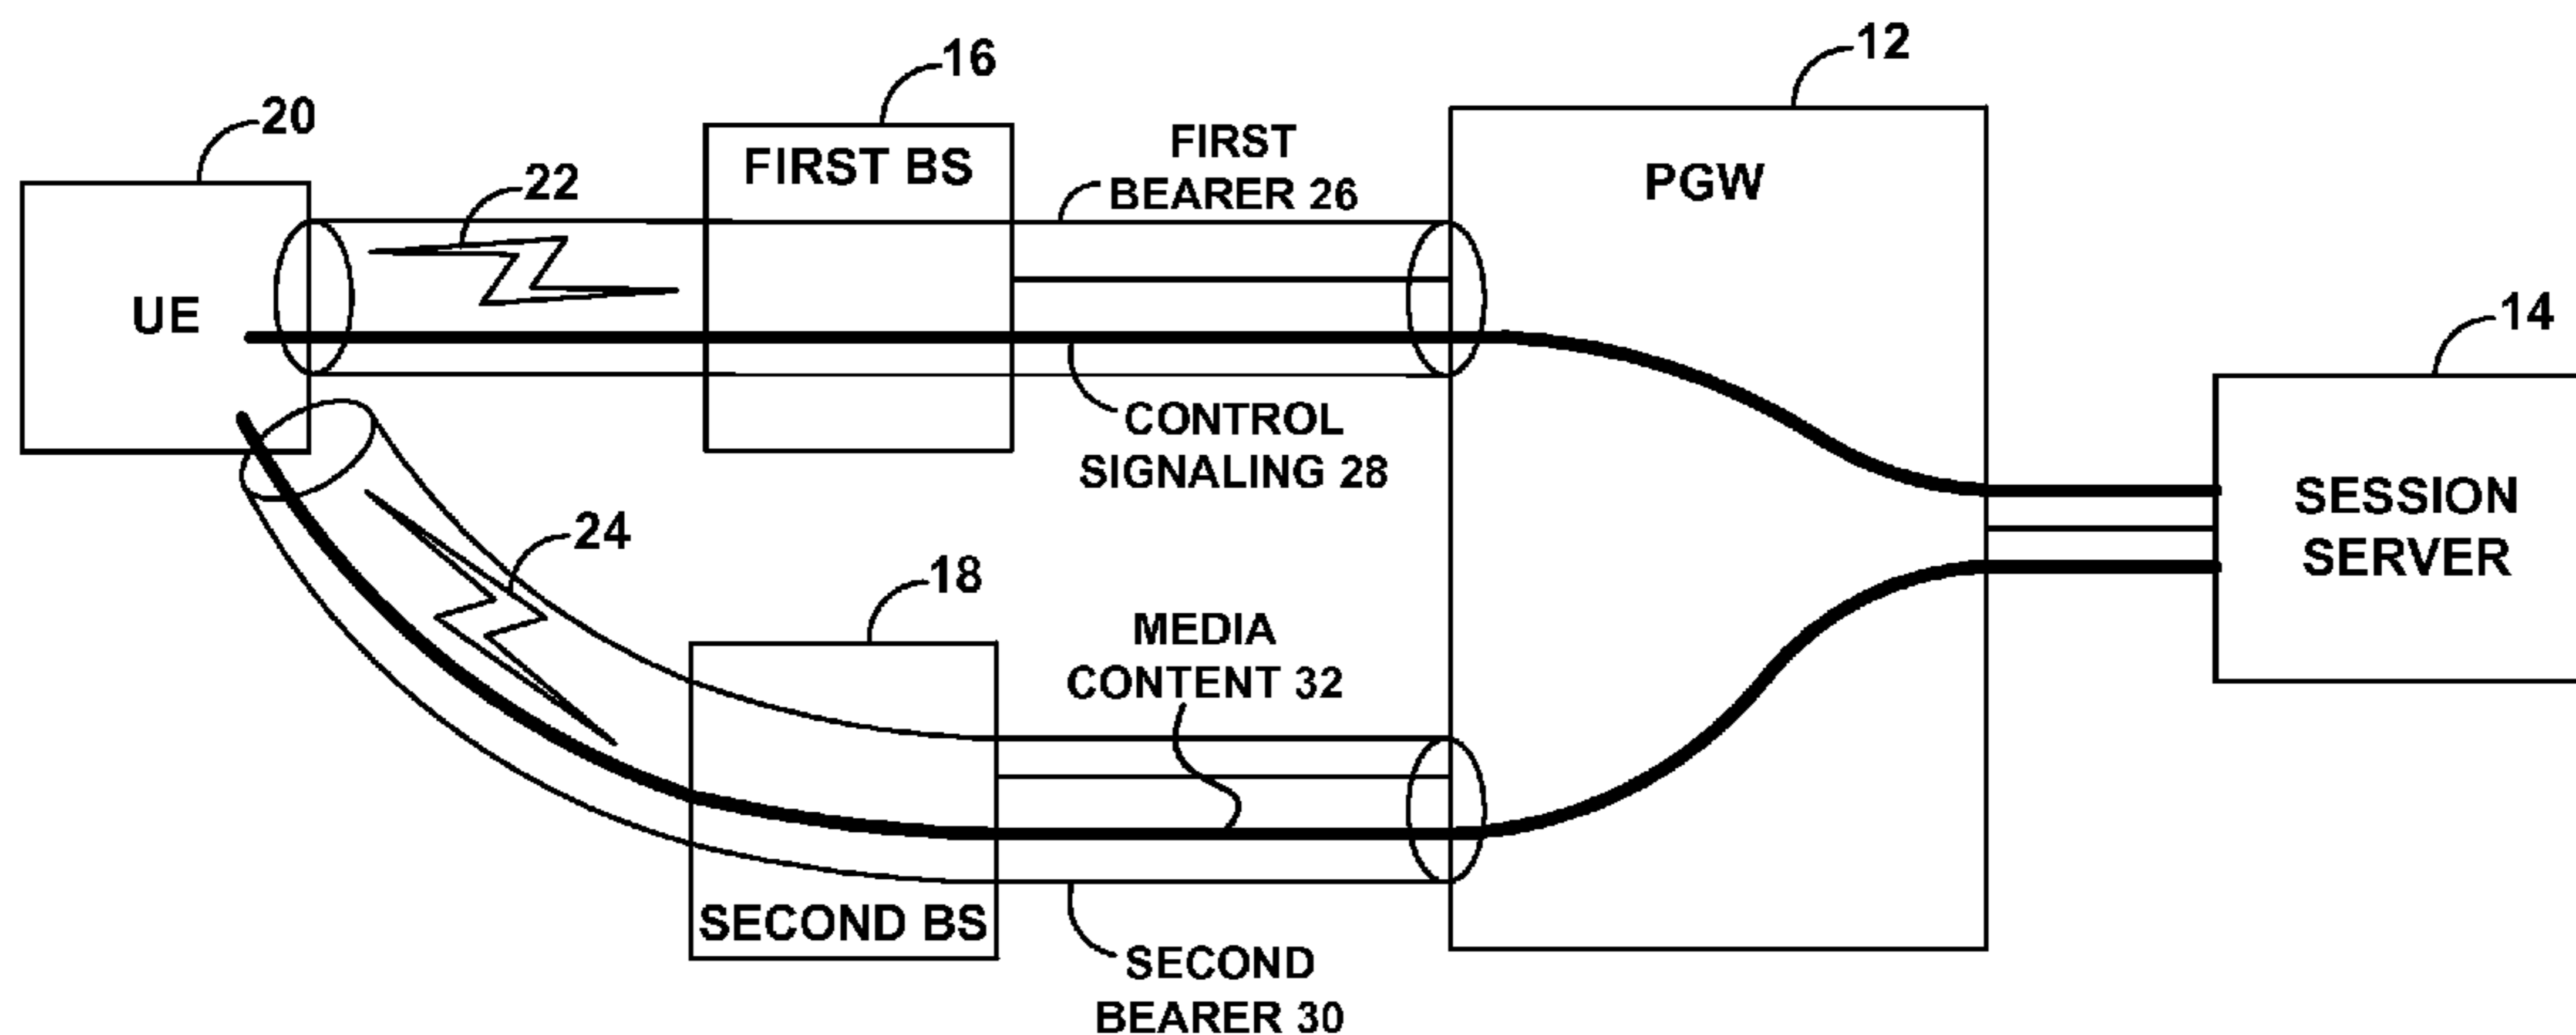 12
16
20
FIRST BS
FIRST
BEARER 26
22
PGW
UE
14
CONTROL
SIGNALING 28
SESSION
SERVER
24
18
MEDIA
CONTENT 32
SECOND BS
SECOND
BEARER 30